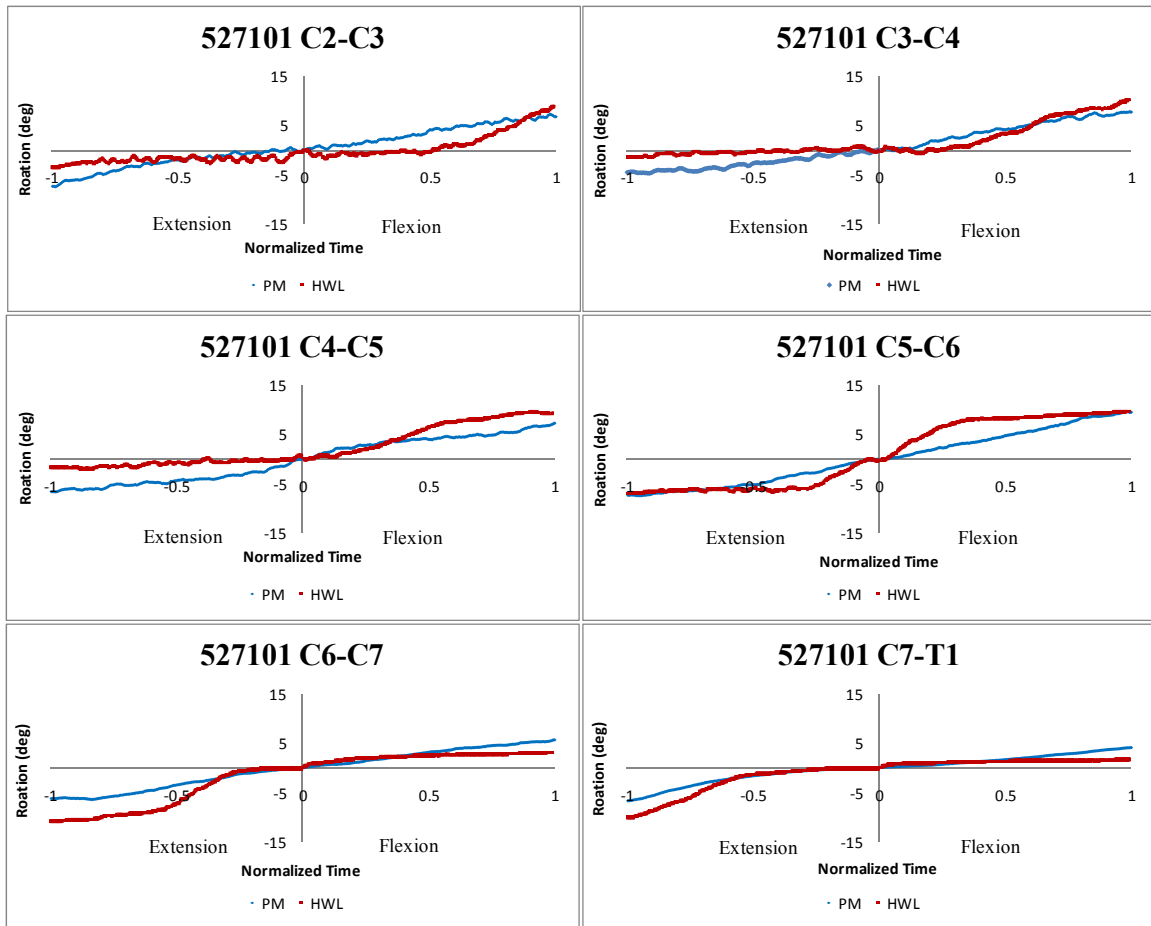 527101 C2-C3
15
5
-5
-15
-1
-0.5
0
0.5
1
Roation (deg)
Extension
Flexion
Normalized Time
PM
HWL
527101 C3-C4
15
5
-5
-15
-1
-0.5
0
0.5
1
Roation (deg)
Extension
Flexion
Normalized Time
PM
HWL
527101 C4-C5
15
5
-5
-15
-1
-0.5
0
0.5
1
Roation (deg)
Extension
Flexion
Normalized Time
PM
HWL
527101 C5-C6
15
5
-5
-15
-1
-0.5
0
0.5
1
Roation (deg)
Extension
Flexion
Normalized Time
PM
HWL
527101 C6-C7
15
5
-5
-15
-1
-0.5
0
0.5
1
Roation (deg)
Extension
Flexion
Normalized Time
PM
HWL
527101 C7-T1
15
5
-5
-15
-1
-0.5
0
0.5
1
Roation (deg)
Extension
Flexion
Normalized Time
PM
HWL